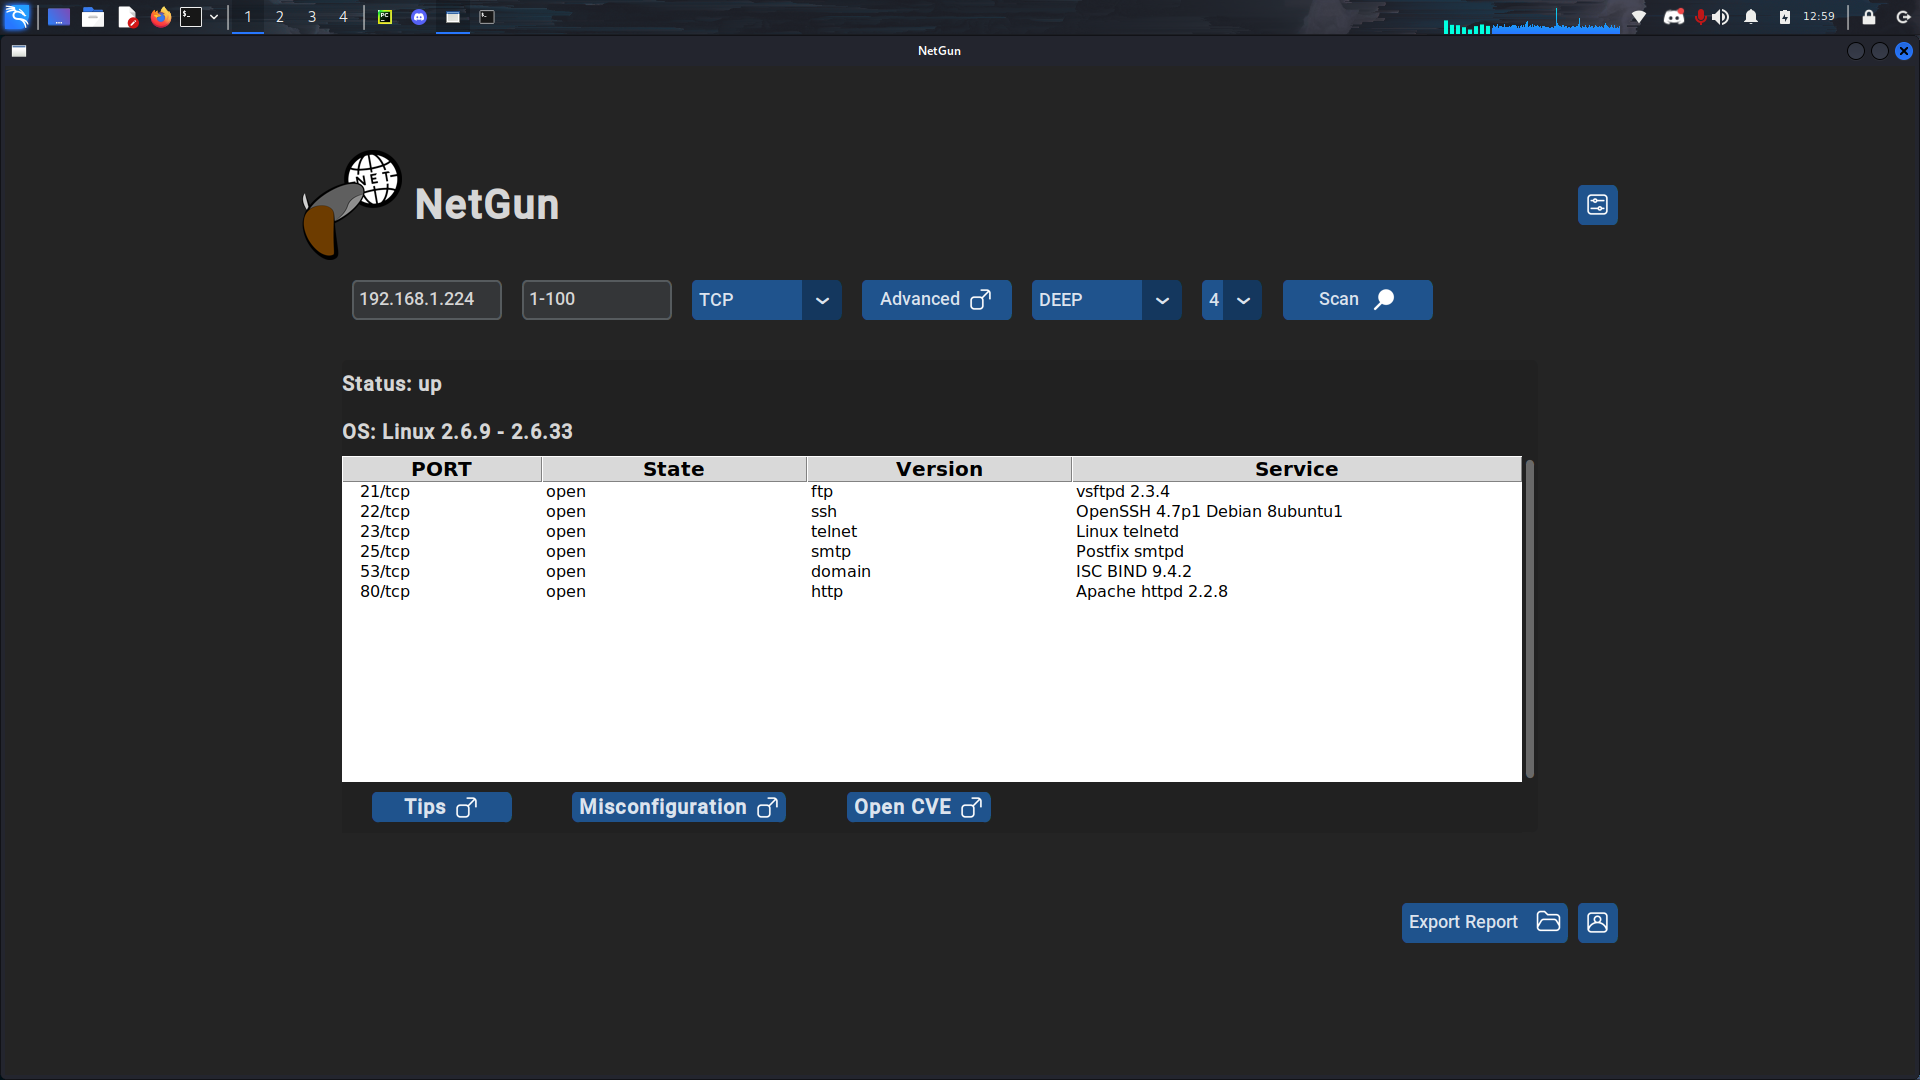 1 2 3 4 12:59
NetGun
NET
NetGun
192.168.1.224 1-100 TCP Advanced DEEP 4 Scan
Status: up
OS: Linux 2.6.9 - 2.6.33
PORT State Version Service
21/tcp open ftp vsftpd 2.3.4
22/tcp open ssh OpenSSH 4.7p1 Debian 8ubuntu1
23/tcp open telnet Linux telnetd
25/tcp open smtp Postfix smtpd
53/tcp open domain ISC BIND 9.4.2
80/tcp open http Apache httpd 2.2.8
Tips Misconfiguration Open CVE
Export Report